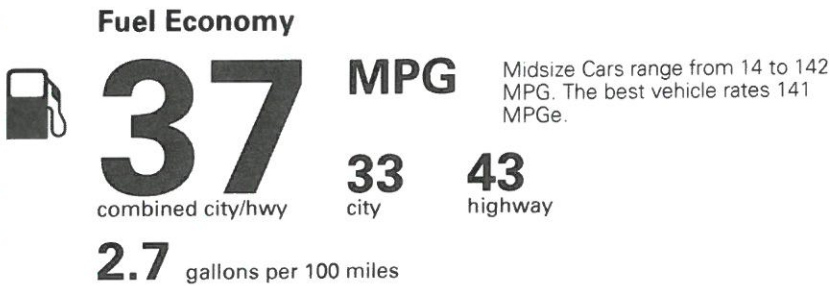 Fuel Economy
37 MPG
combined city/hwy
33 city
43 highway
Midsize Cars range from 14 to 142
MPG. The best vehicle rates 141
MPGe.
2.7 gallons per 100 miles